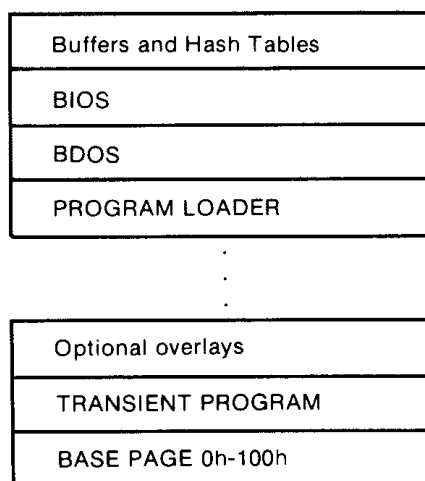 Buffers and Hash Tables
BIOS
BDOS
PROGRAM LOADER
.
.
.
Optional overlays
TRANSIENT PROGRAM
BASE PAGE 0h-100h